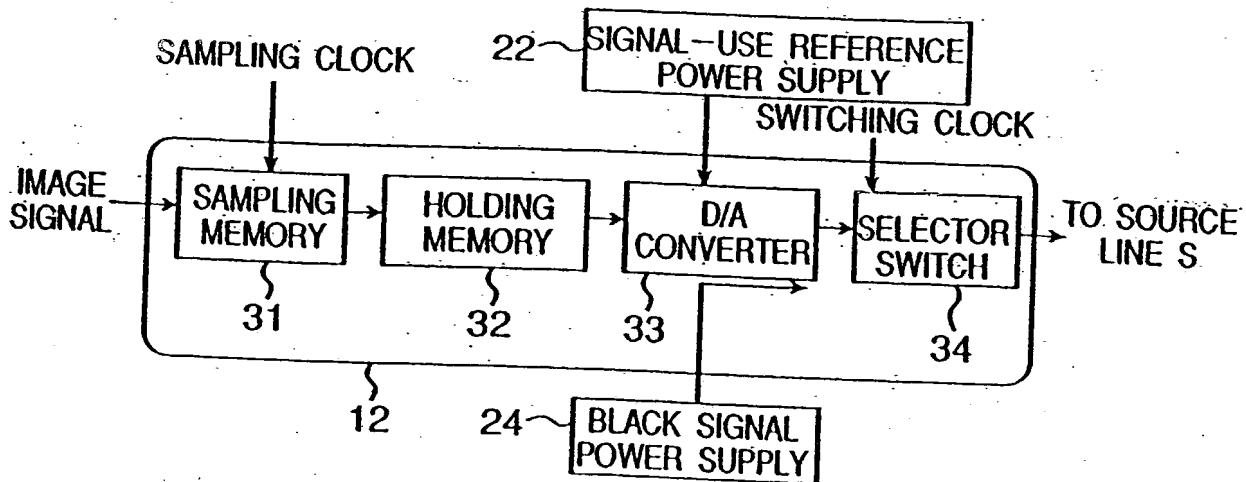 22
SIGNAL-USE REFERENCE
POWER SUPPLY
SAMPLING CLOCK
SWITCHING CLOCK
IMAGE
SIGNAL
SAMPLING
MEMORY
HOLDING
MEMORY
D/A
CONVERTER
SELECTOR
SWITCH
TO SOURCE
LINE S
31
32
33
34
12
24
BLACK SIGNAL
POWER SUPPLY